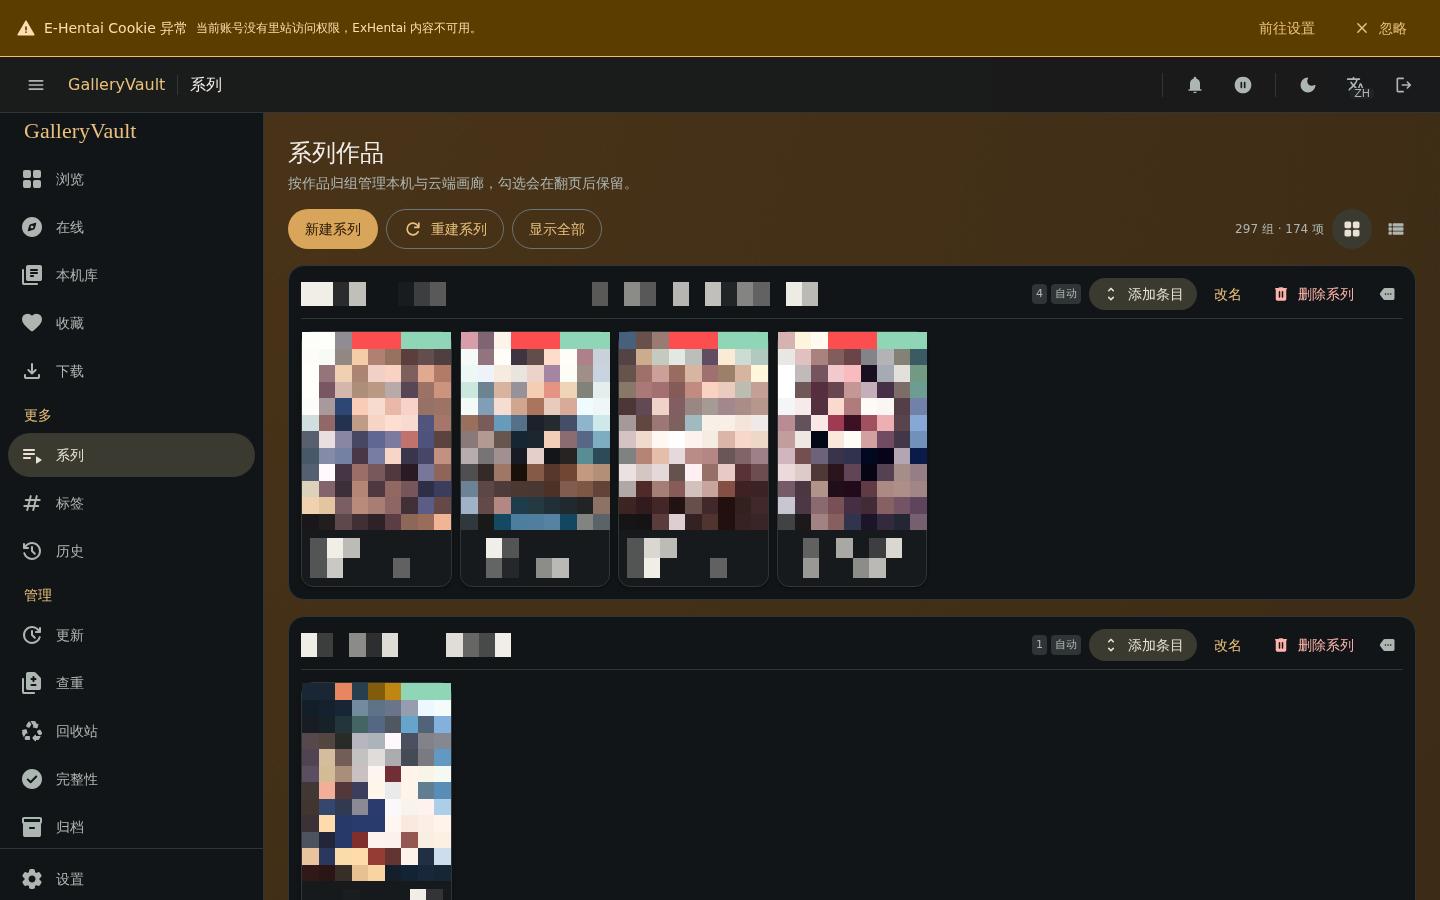 E-Hentai Cookie 异常 当前账号没有里站访问权限，ExHentai 内容不可用。 前往设置 忽略
GalleryVault 系列 ZH
GalleryVault
浏览
在线
本机库
收藏
下载
更多
系列
标签
历史
管理
更新
查重
回收站
完整性
归档
设置
系列作品
按作品归组管理本机与云端画廊，勾选会在翻页后保留。
新建系列 重建系列 显示全部 297 组 · 174 项
4 自动 添加条目 改名 删除系列
1 自动 添加条目 改名 删除系列